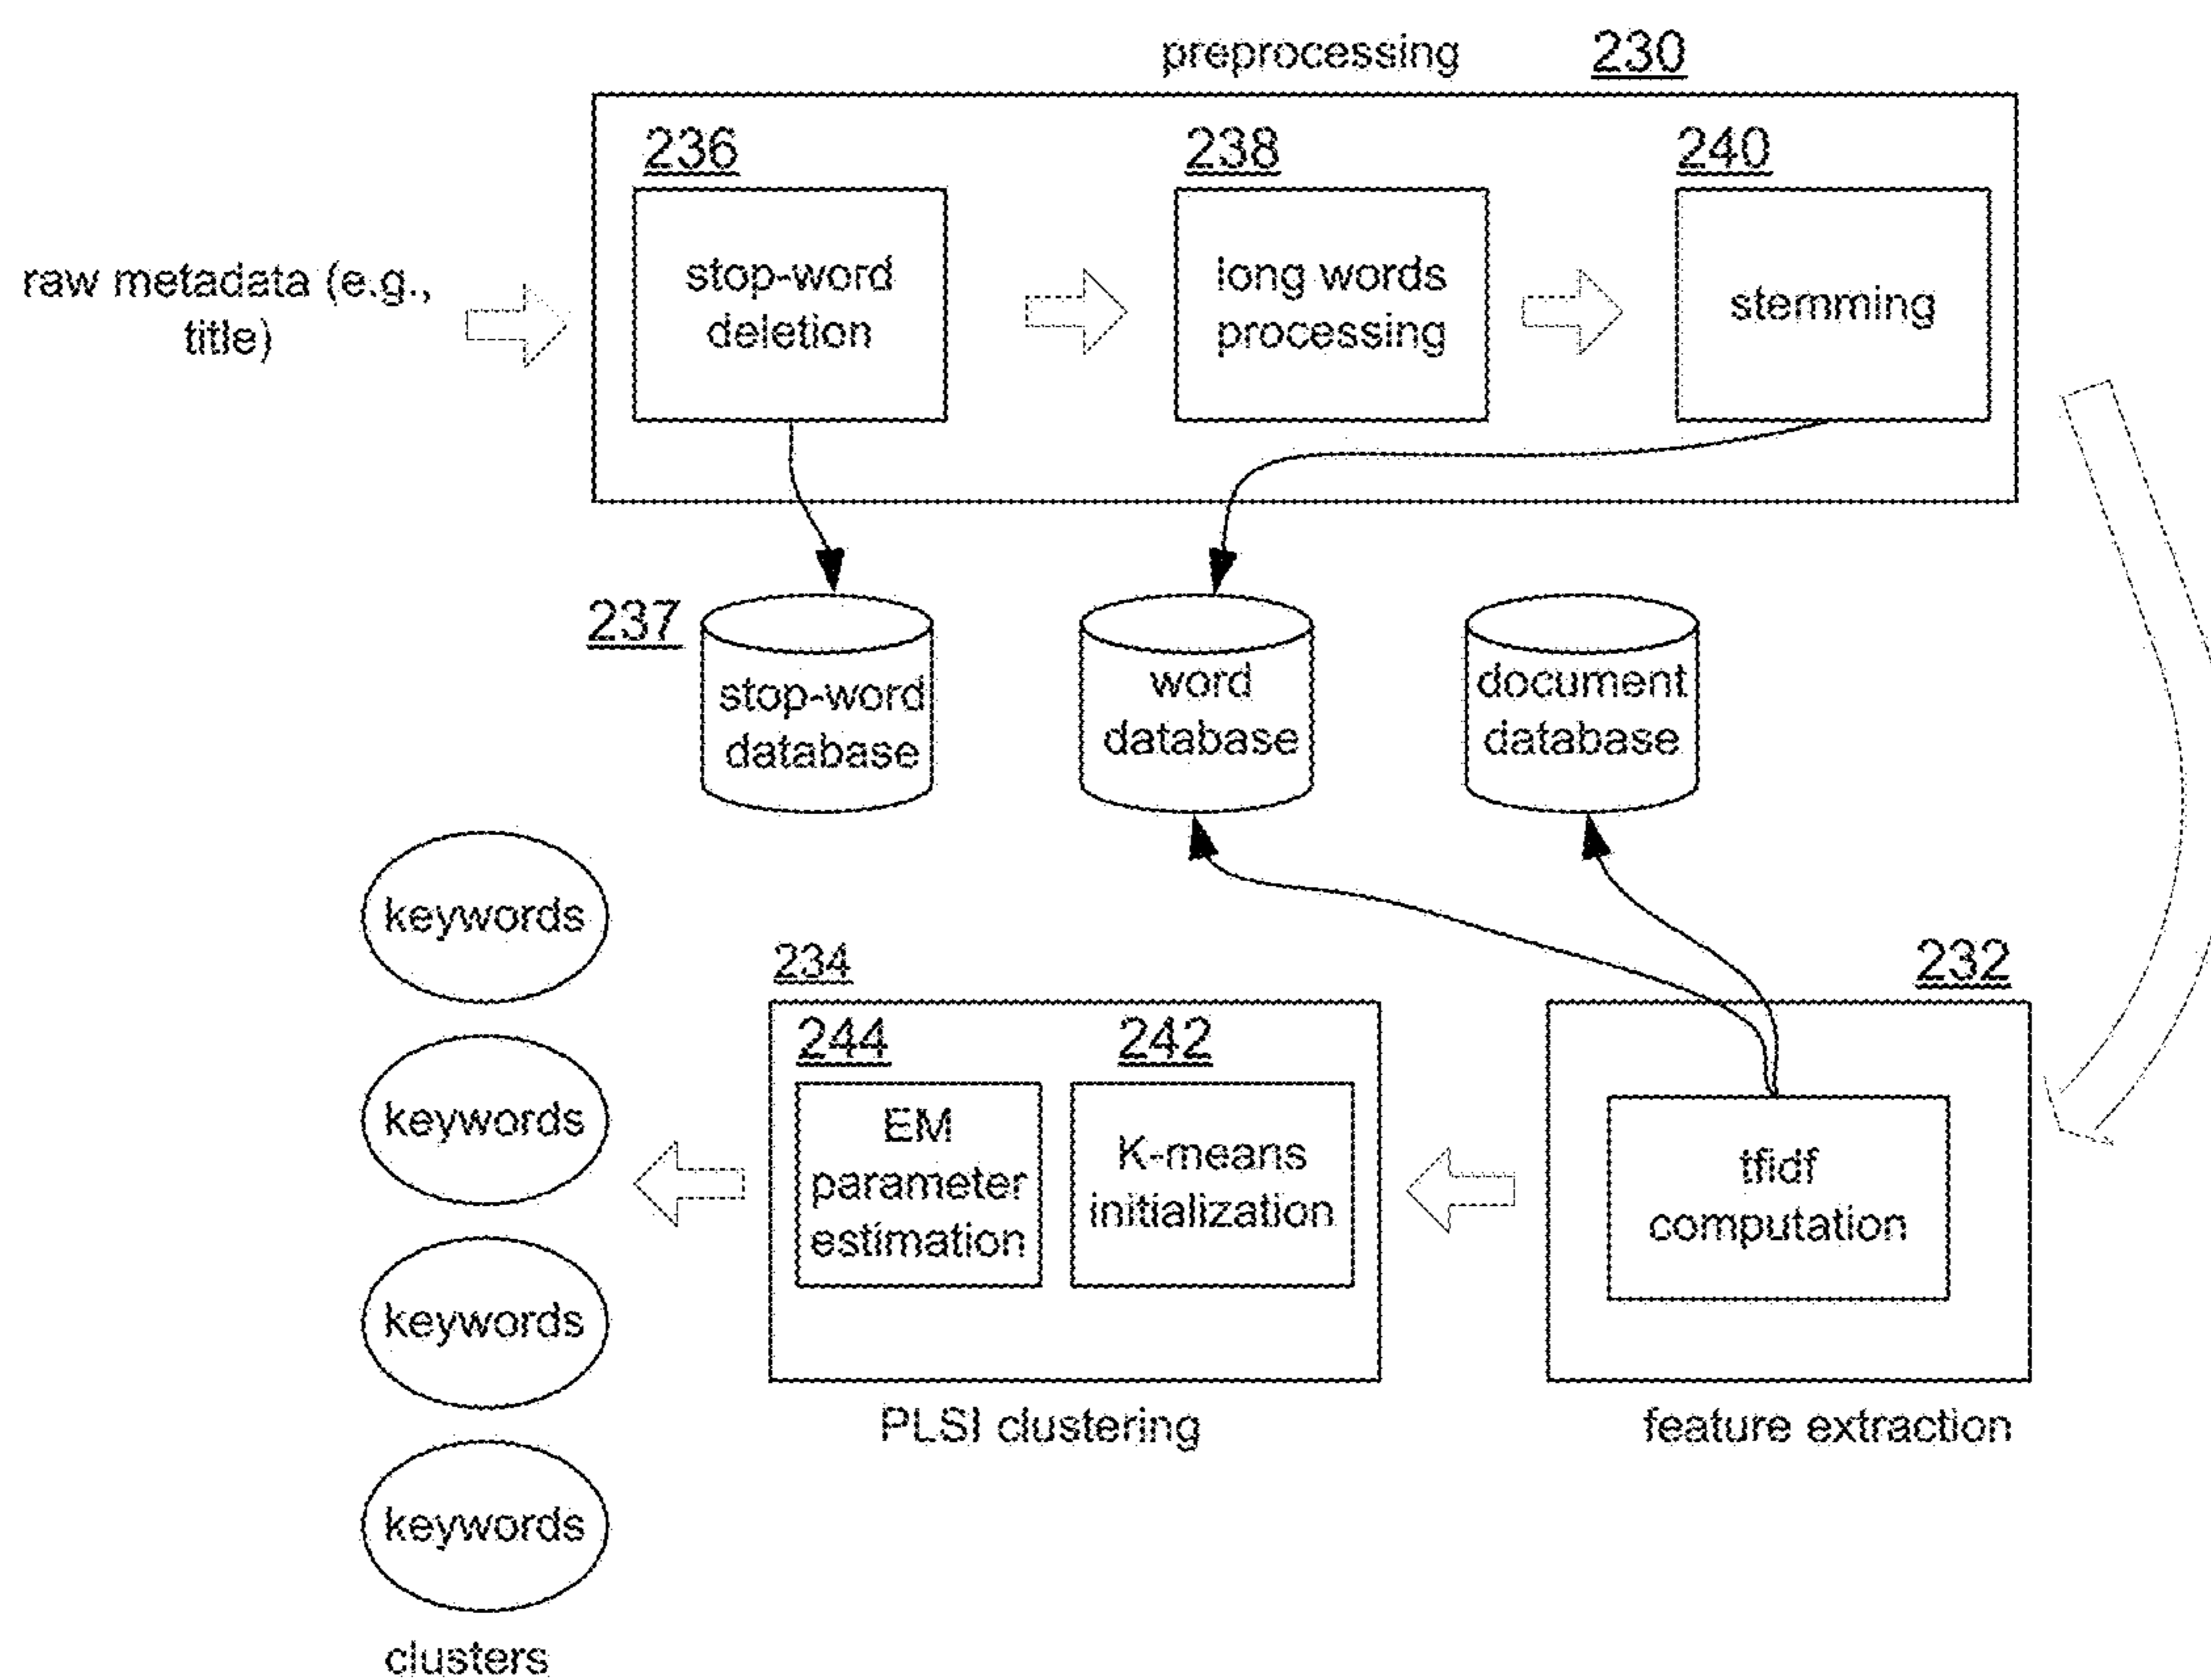 preprocessing 230
236 238 240
raw metadata (e.g.,
title)
stop-word
deletion
long words
processing
stemming
237
stop-word
database
word
database
document
database
keywords
keywords
keywords
keywords
clusters
234
244 242
EM
parameter
estimation
K-means
initialization
PLSI clustering
232
tfidf
computation
feature extraction